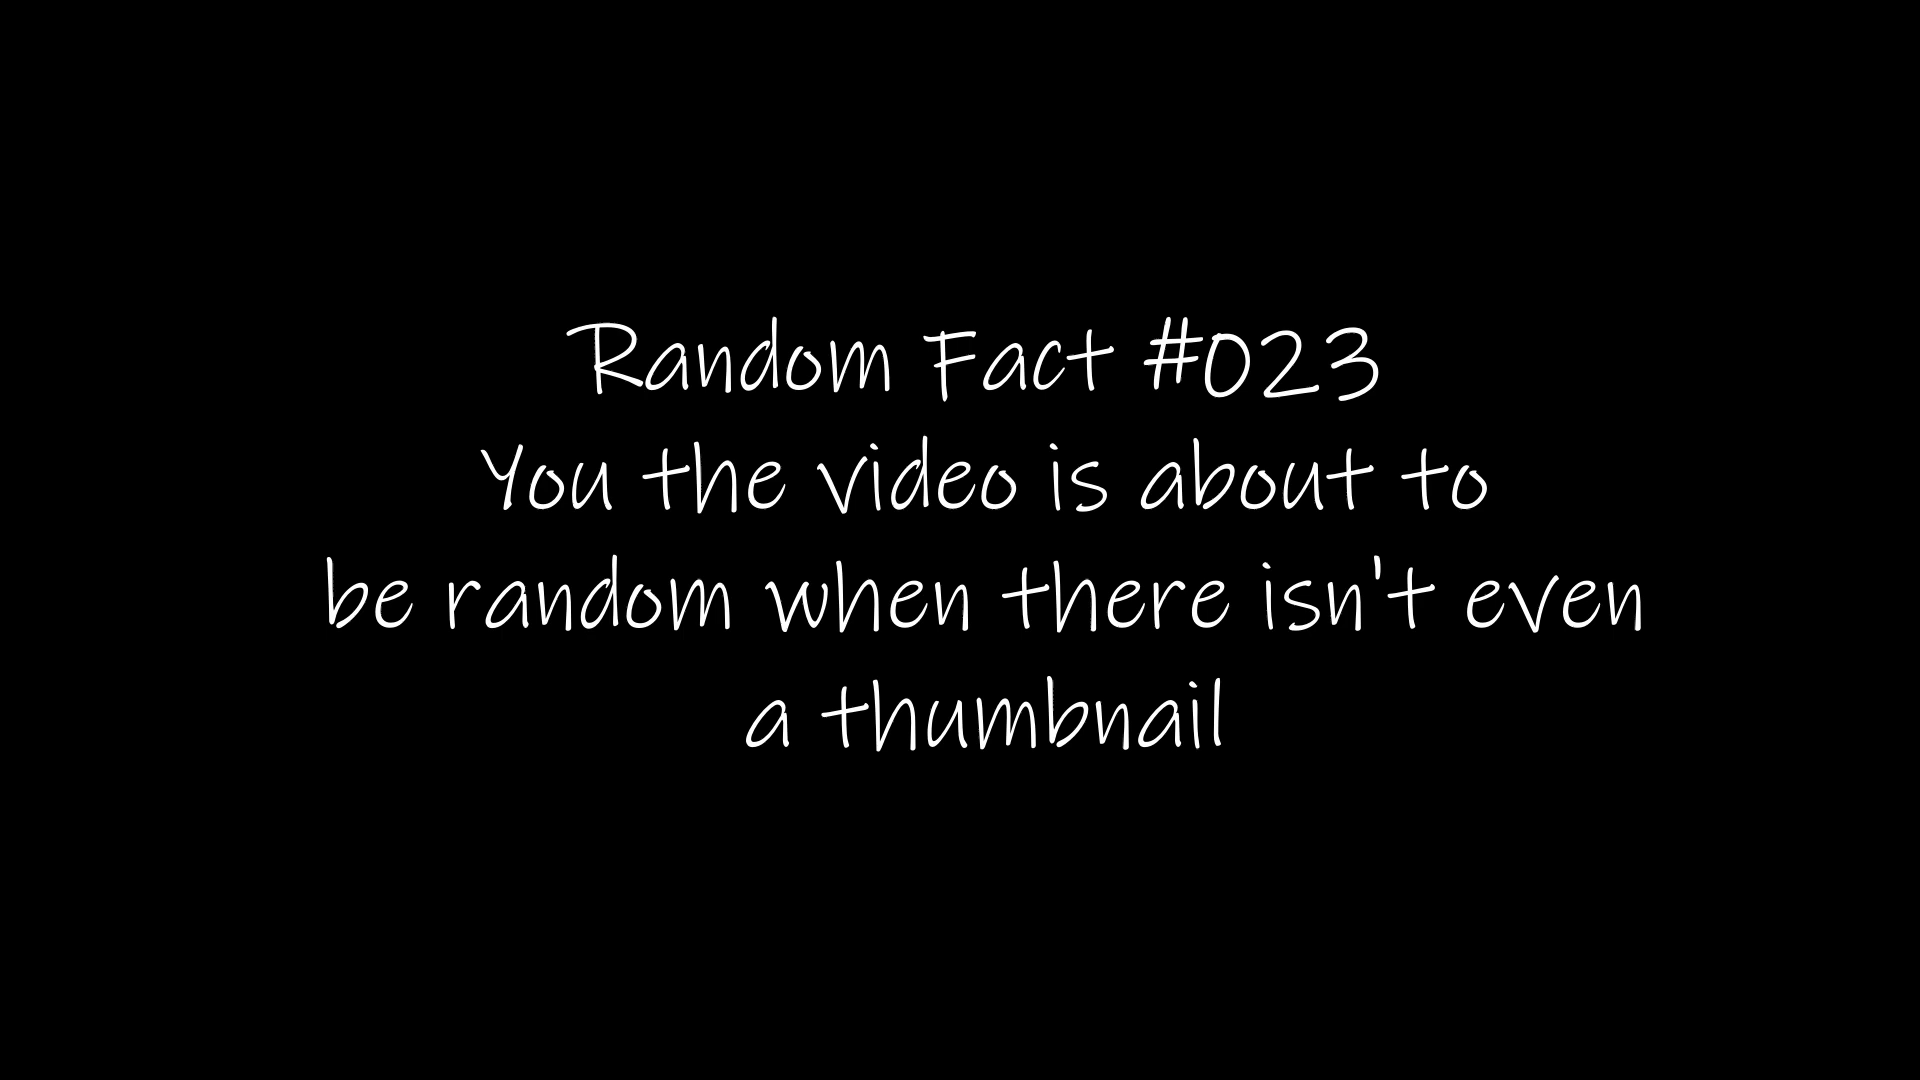 Random Fact #023
You the video is about to
be random when there isn't even
a thumbnail